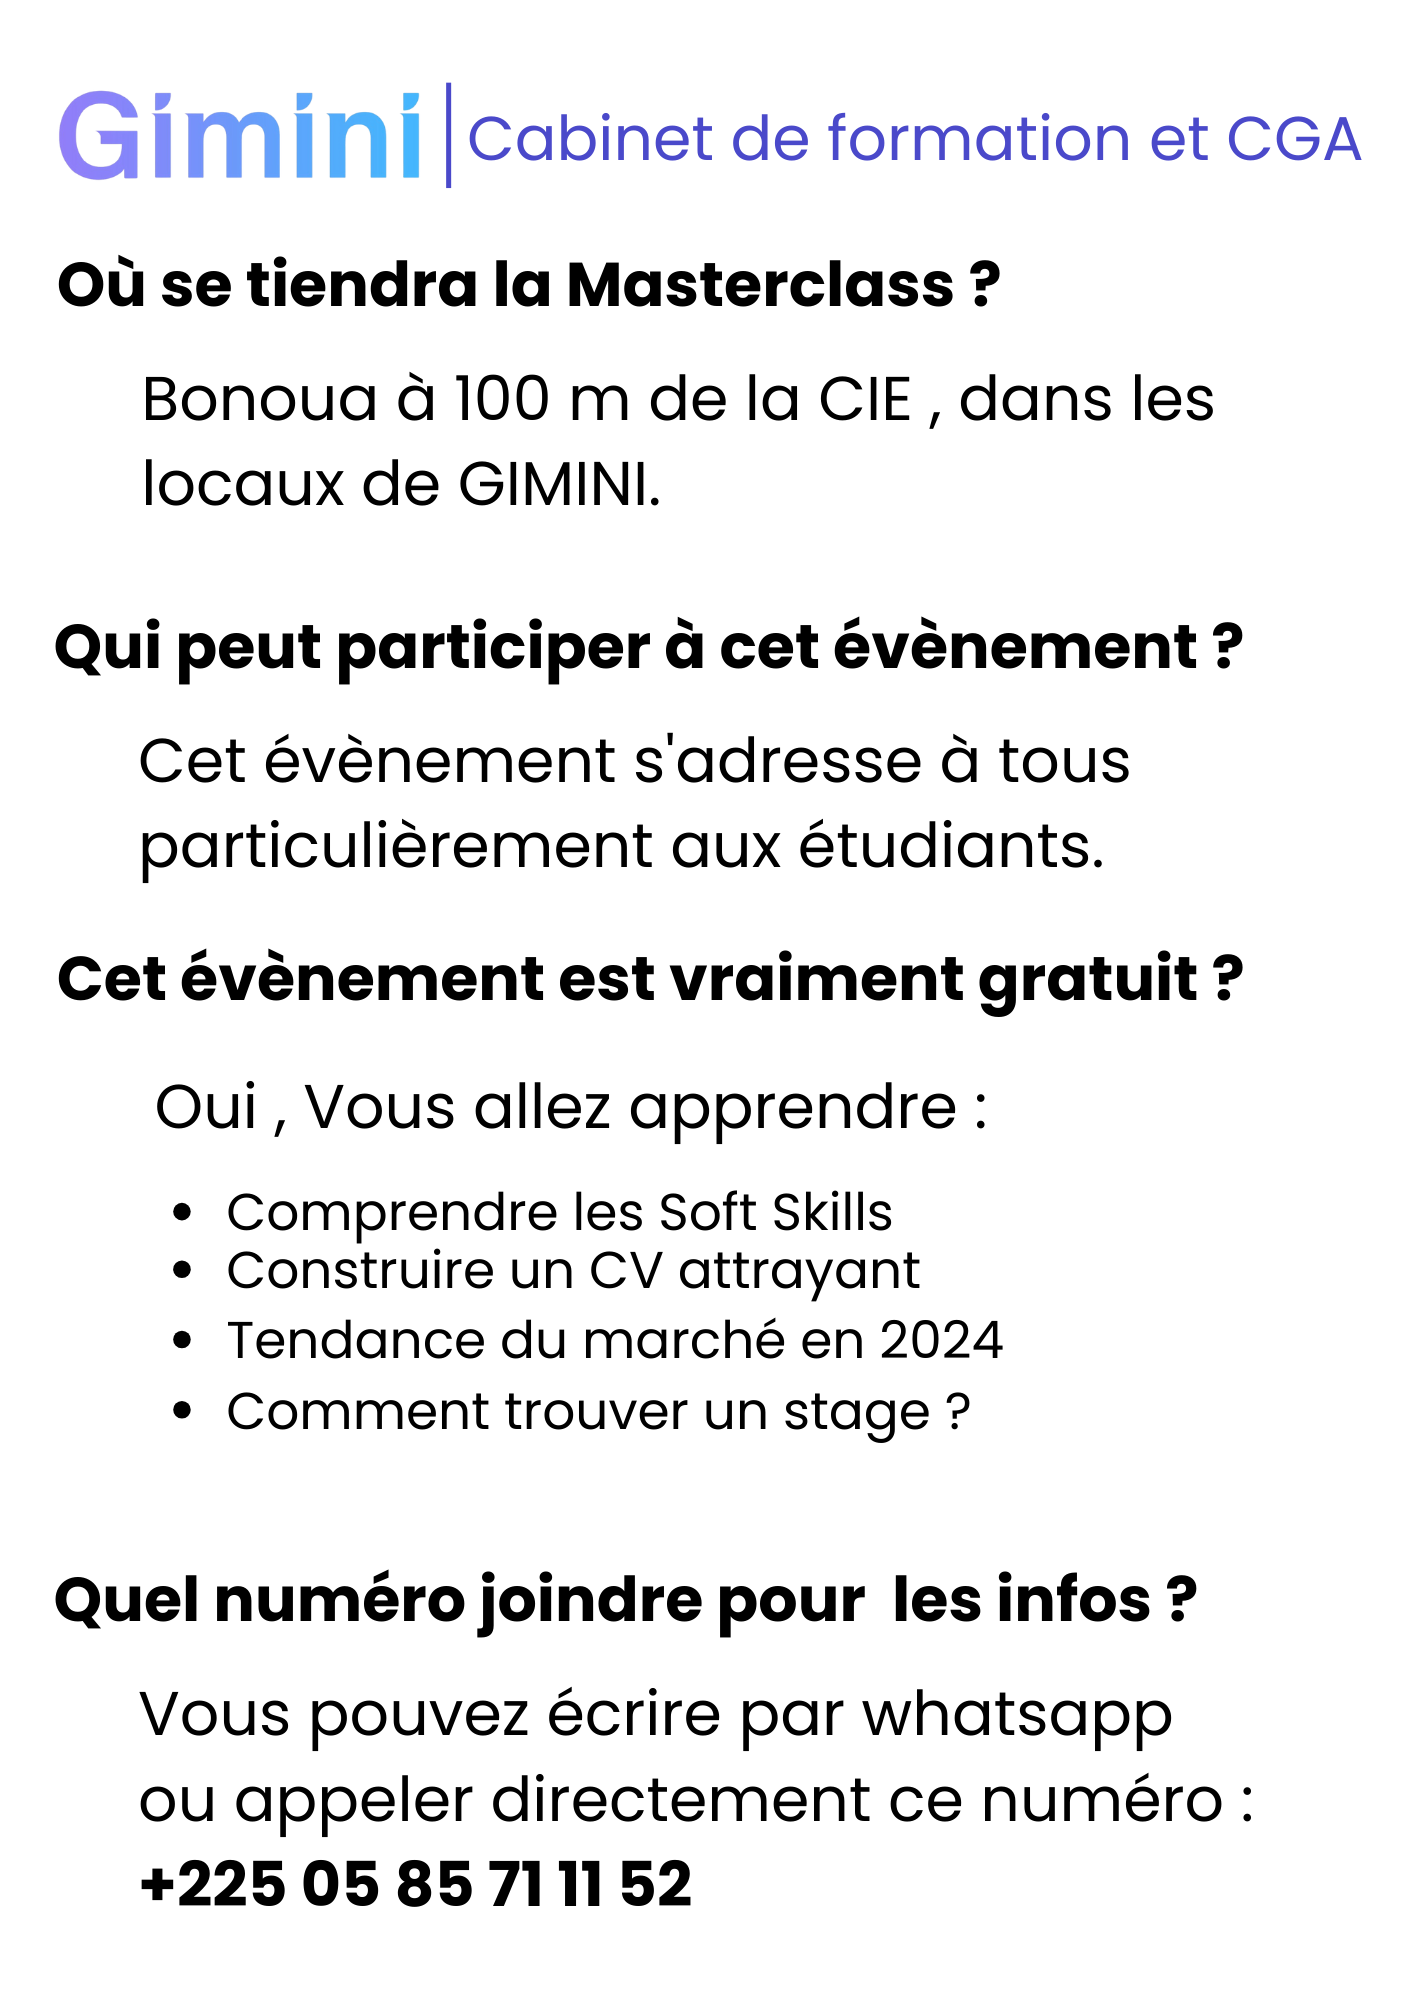 Gimini | Cabinet de formation et CGA
Où se tiendra la Masterclass ?
Bonoua à 100 m de la CIE , dans les
locaux de GIMINI.
Qui peut participer à cet évènement ?
Cet évènement s'adresse à tous
particulièrement aux étudiants.
Cet évènement est vraiment gratuit ?
Oui , Vous allez apprendre :
• Comprendre les Soft Skills
• Construire un CV attrayant
• Tendance du marché en 2024
• Comment trouver un stage ?
Quel numéro joindre pour  les infos ?
Vous pouvez écrire par whatsapp
ou appeler directement ce numéro :
+225 05 85 71 11 52